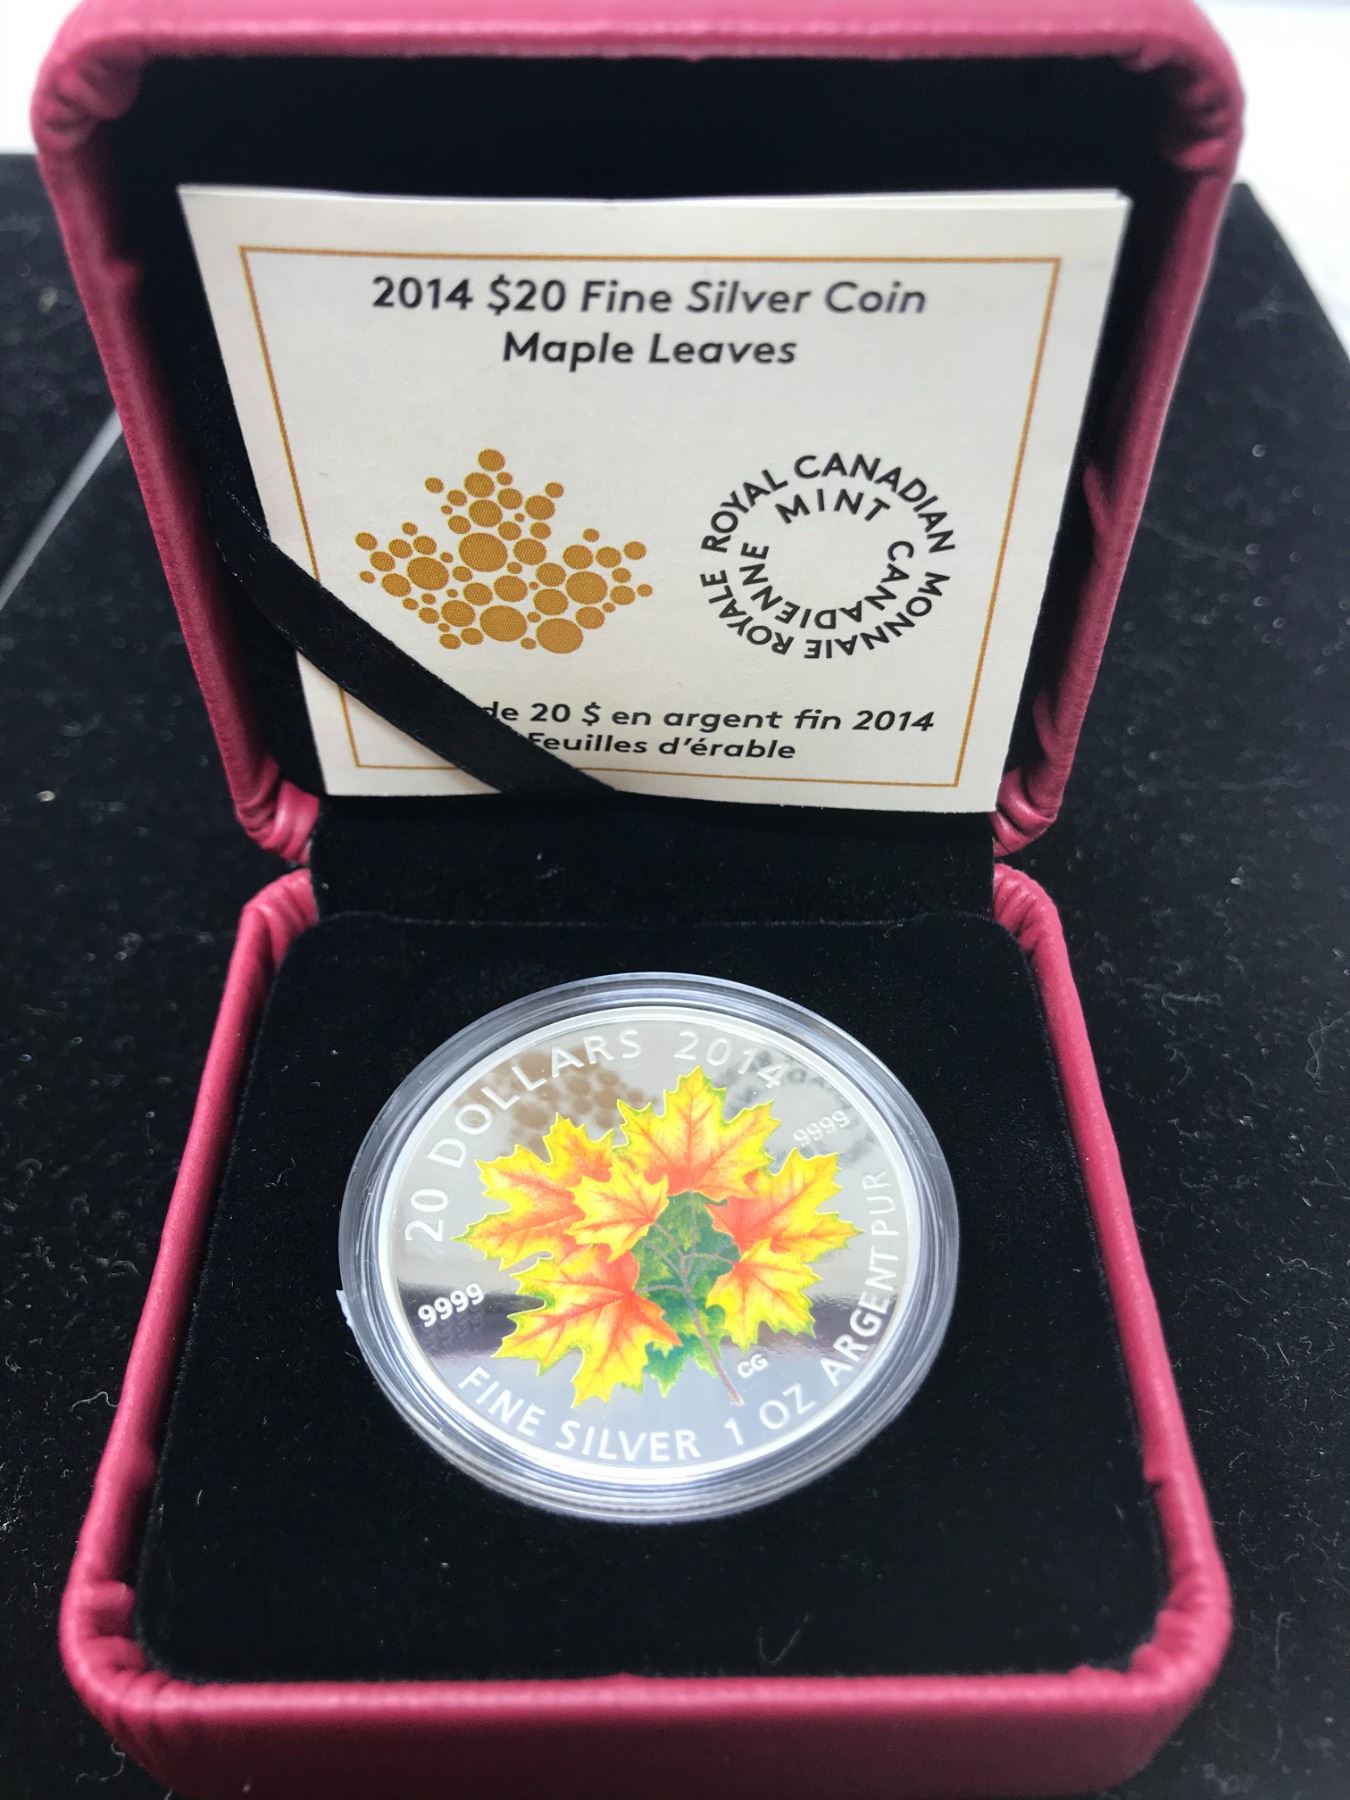 2014 $20 Fine Silver Coin
Maple Leaves
ROYAL CANADIAN
MINT
MONNAIE ROYALE
CANADIENNE
de 20 $ en argent fin 2014
Feuilles d'érable
20 DOLLARS 2014
9999
9999
CG
FINE SILVER 1 OZ ARGENT PUR